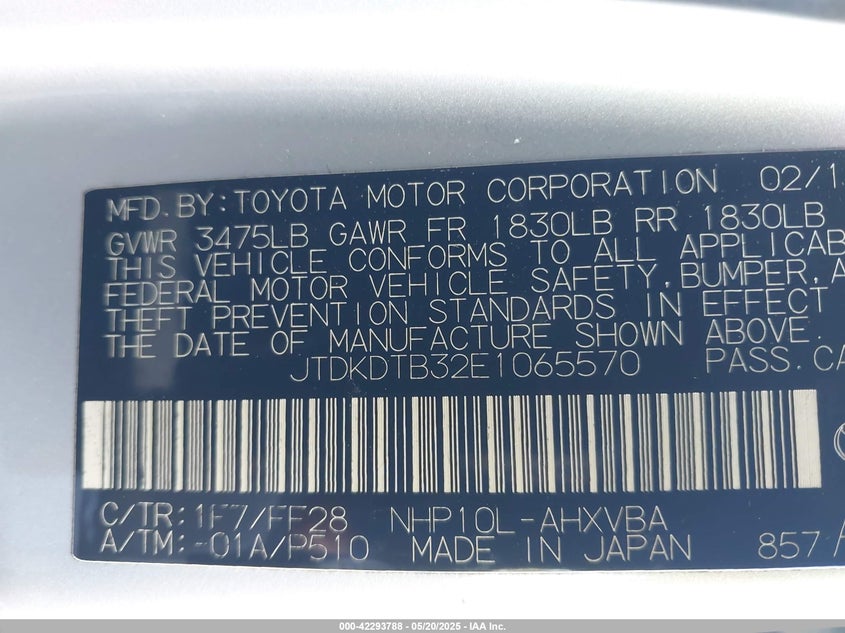 MFD. BY: TOYOTA MOTOR CORPORATION 02/1
GVWR 3475LB GAWR FR 1830LB RR 1830LB
THIS VEHICLE CONFORMS TO ALL APPLICAB
FEDERAL MOTOR VEHICLE SAFETY, BUMPER, A
THEFT PREVENTION STANDARDS IN EFFECT
THE DATE OF MANUFACTURE SHOWN ABOVE.
JTDKDTB32E1065570 PASS. CA
C/TR: 1F7/FF28 NHP10L-AHXVBA
A/TM: -01A/P510 MADE IN JAPAN 857
000-42293788 - 05/20/2025 - IAA Inc.